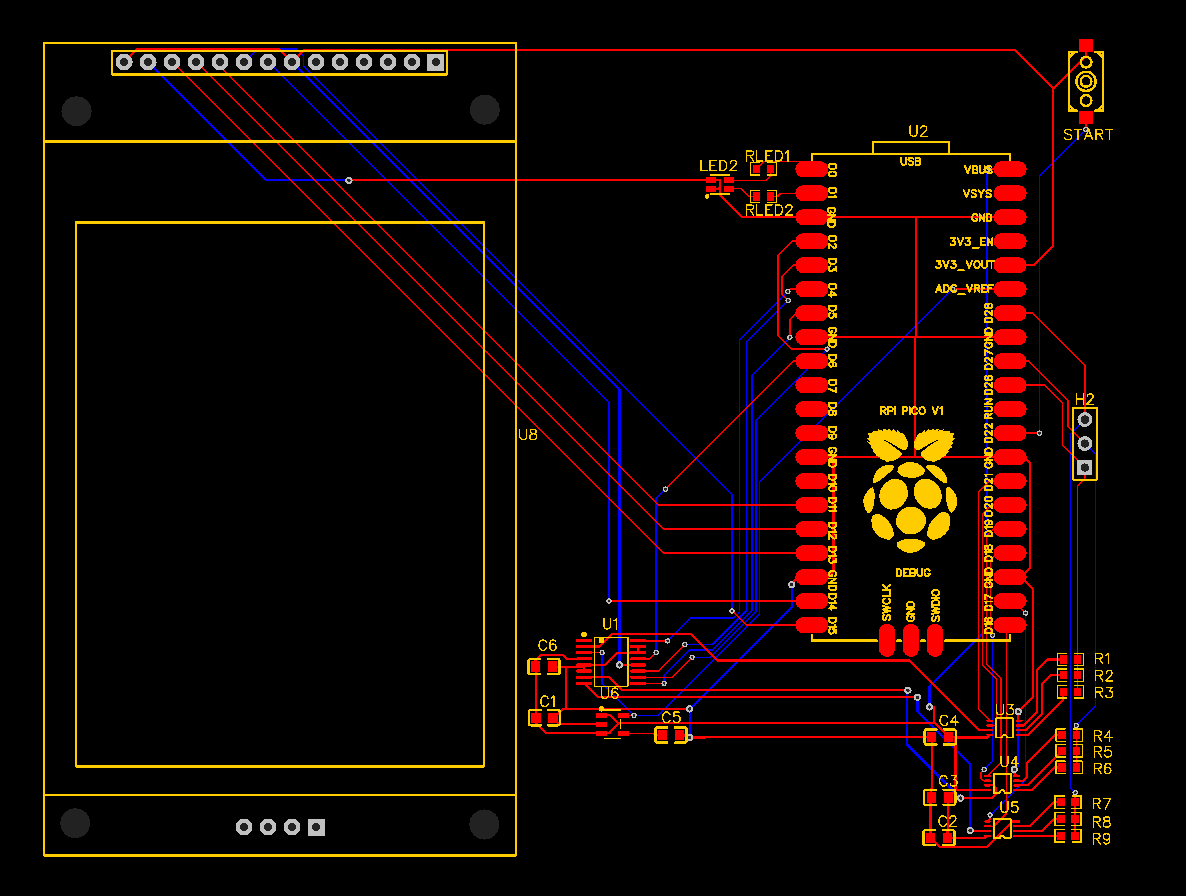 START
U2
USB
LED2
RLED1
RLED2
D0
D1
GND
D2
D3
D4
D5
GND
D6
D7
D8
D9
GND
D10
D11
D12
D13
GND
D14
D15
VBUS
VSYS
GND
3V3_EN
3V3_VOUT
ADC_VREF
D28
GND
D27
D26
RUN
D22
GND
D21
D20
D19
D18
GND
D17
D16
RPI PICO V1
DEBUG
SWCLK
GND
SWDIO
H2
U8
U1
C6
U6
C1
C5
C4
C3
C2
U3
U4
U5
R1
R2
R3
R4
R5
R6
R7
R8
R9